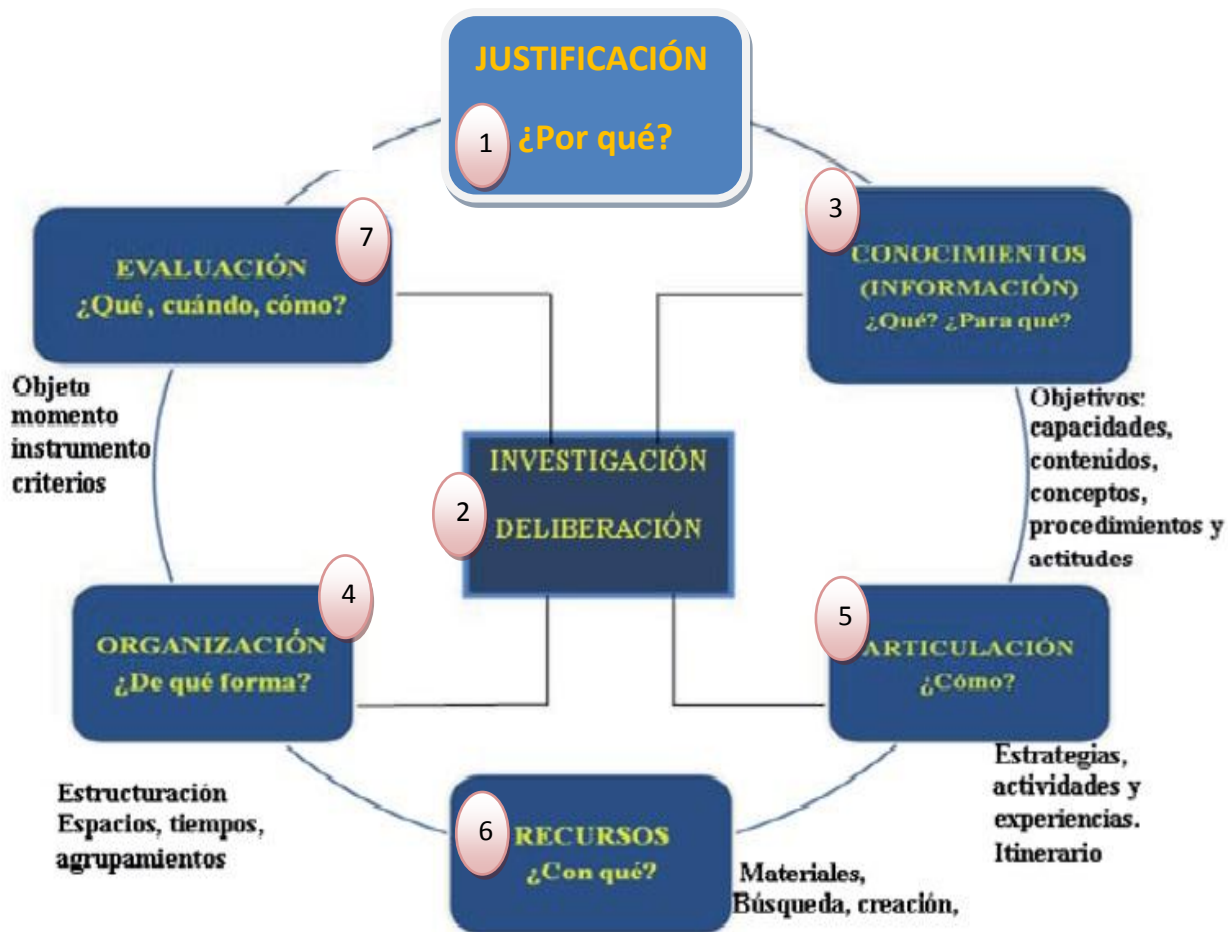 JUSTIFICACIÓN
1
¿Por qué?
3
CONOCIMIENTOS
(INFORMACIÓN)
¿Qué? ¿Para qué?
7
EVALUACIÓN
¿Qué, cuándo, cómo?
Objeto
momento
instrumento
criterios
Objetivos:
capacidades,
contenidos,
conceptos,
procedimientos y
actitudes
INVESTIGACIÓN
2
DELIBERACIÓN
4
ORGANIZACIÓN
¿De qué forma?
5
ARTICULACIÓN
¿Cómo?
Estructuración
Espacios, tiempos,
agrupamientos
Estrategias,
actividades y
experiencias.
Itinerario
6
RECURSOS
¿Con qué?
Materiales,
Búsqueda, creación,